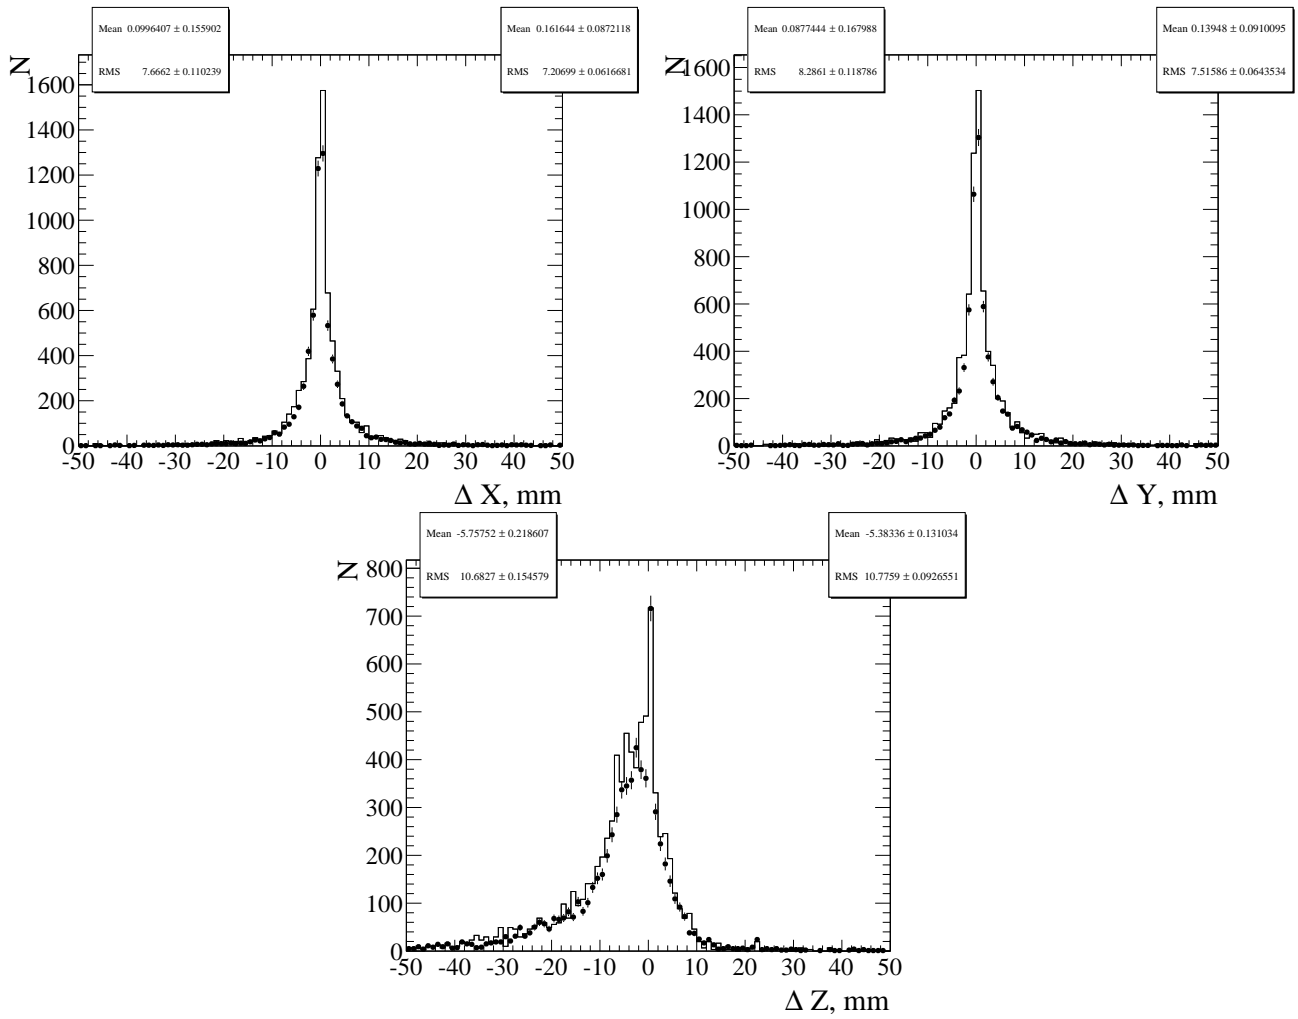 Mean 0.0996407 ± 0.155902
RMS 7.6662 ± 0.110239
Mean 0.161644 ± 0.0872118
RMS 7.20699 ± 0.0616681
N
1600
1400
1200
1000
800
600
400
200
0
-50 -40 -30 -20 -10 0 10 20 30 40 50
Δ X, mm
Mean 0.0877444 ± 0.167988
RMS 8.2861 ± 0.118786
Mean 0.13948 ± 0.0910095
RMS 7.51586 ± 0.0643534
N
1600
1400
1200
1000
800
600
400
200
0
-50 -40 -30 -20 -10 0 10 20 30 40 50
Δ Y, mm
Mean -5.75752 ± 0.218607
RMS 10.6827 ± 0.154579
Mean -5.38336 ± 0.131034
RMS 10.7759 ± 0.0926551
N
800
700
600
500
400
300
200
100
0
-50 -40 -30 -20 -10 0 10 20 30 40 50
Δ Z, mm